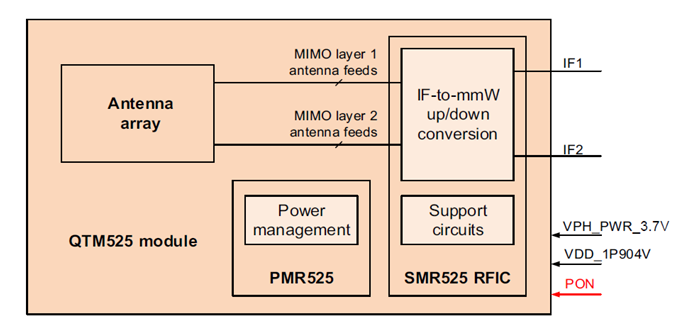 MIMO layer 1
antenna feeds
Antenna
array
MIMO layer 2
antenna feeds
IF-to-mmW
up/down
conversion
IF1
IF2
Power
management
PMR525
Support
circuits
SMR525 RFIC
QTM525 module
VPH_PWR_3.7V
VDD_1P904V
PON